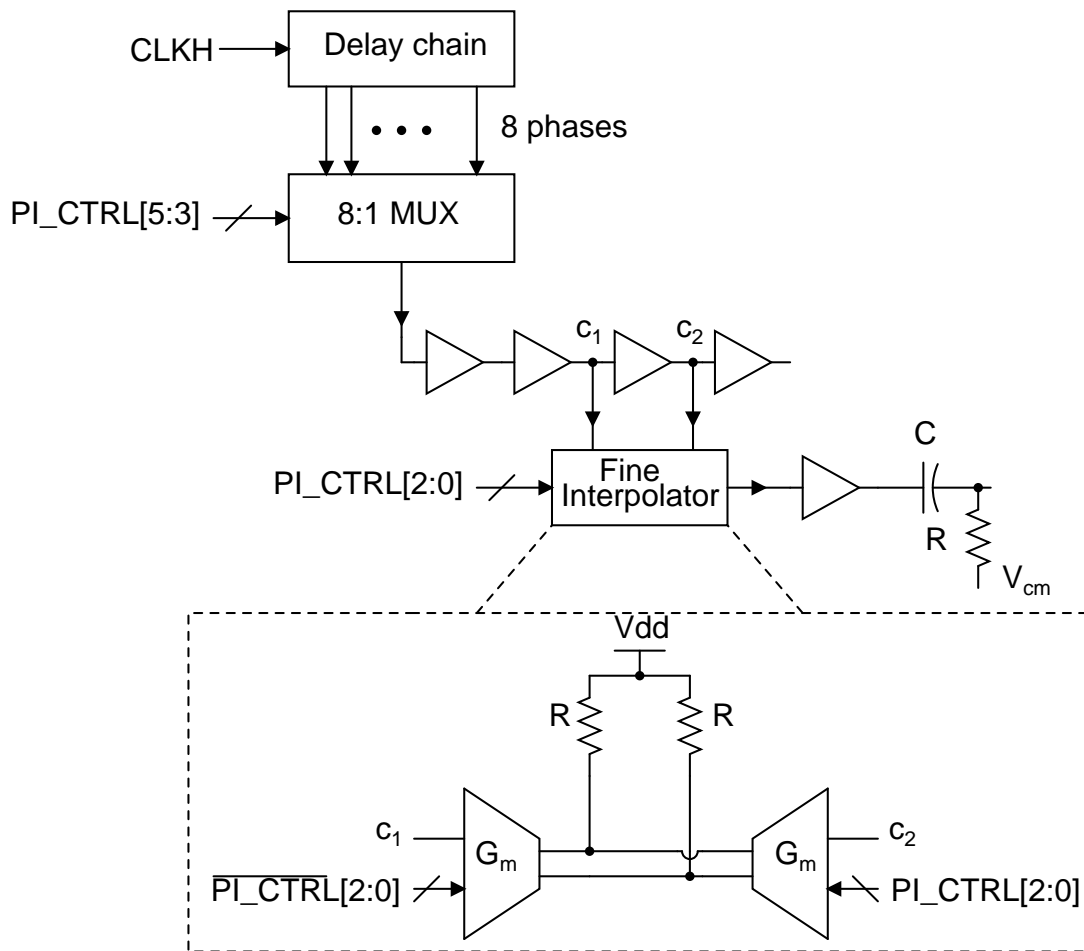 CLKH
Delay chain
8 phases
PI_CTRL[5:3]
8:1 MUX
c1
c2
PI_CTRL[2:0]
Fine
Interpolator
C
R
Vcm
Vdd
R
R
c1
Gm
Gm
c2
PI_CTRL[2:0]
PI_CTRL[2:0]